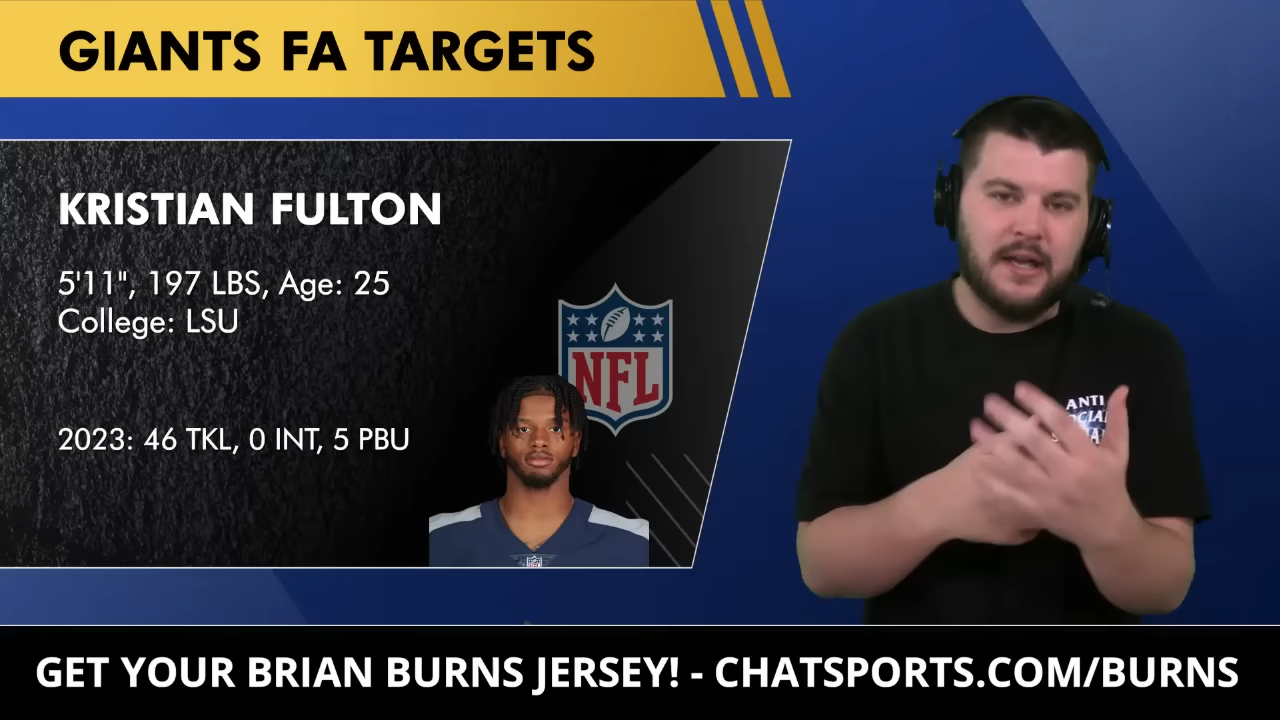 GIANTS FA TARGETS
KRISTIAN FULTON
5'11", 197 LBS, Age: 25
College: LSU
NFL
2023: 46 TKL, 0 INT, 5 PBU
ANTI
GET YOUR BRIAN BURNS JERSEY! - CHATSPORTS.COM/BURNS